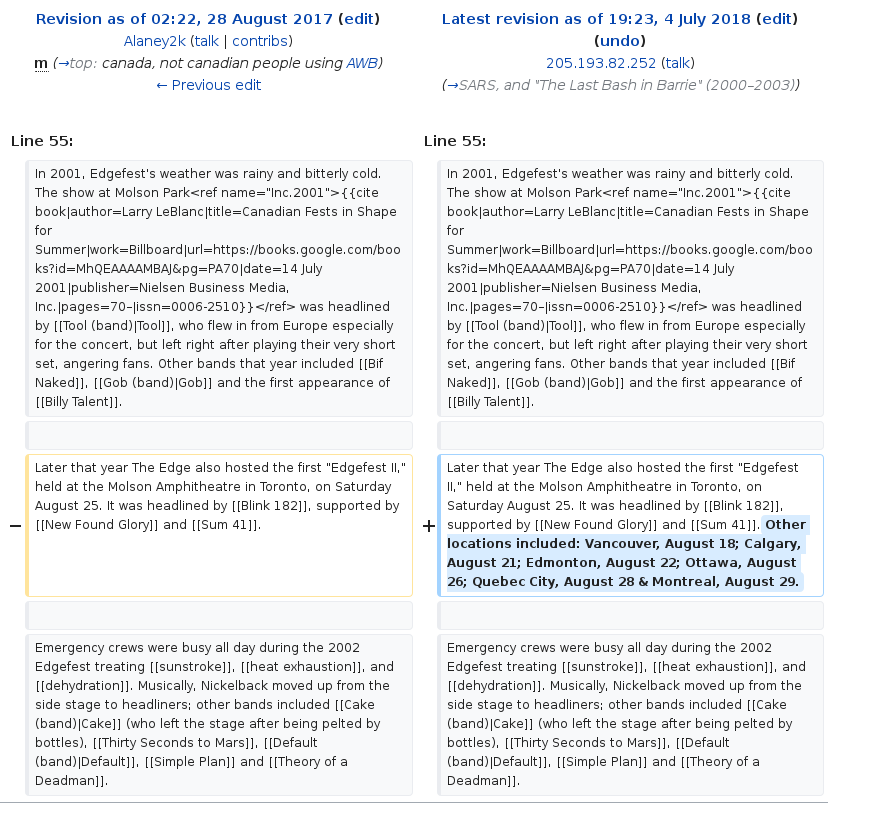 Revision as of 02:22, 28 August 2017 (edit)
Alaney2k (talk | contribs)
m (→top: canada, not canadian people using AWB)
← Previous edit
Latest revision as of 19:23, 4 July 2018 (edit)
(undo)
205.193.82.252 (talk)
(→SARS, and "The Last Bash in Barrie" (2000–2003))
Line 55:
In 2001, Edgefest's weather was rainy and bitterly cold.
The show at Molson Park<ref name="Inc.2001">{{cite
book|author=Larry LeBlanc|title=Canadian Fests in Shape
for
Summer|work=Billboard|url=https://books.google.com/boo
ks?id=MhQEAAAAMBAJ&pg=PA70|date=14 July
2001|publisher=Nielsen Business Media,
Inc.|pages=70–|issn=0006-2510}}</ref> was headlined
by [[Tool (band)|Tool]], who flew in from Europe especially
for the concert, but left right after playing their very short
set, angering fans. Other bands that year included [[Bif
Naked]], [[Gob (band)|Gob]] and the first appearance of
[[Billy Talent]].
−
Later that year The Edge also hosted the first "Edgefest II,"
held at the Molson Amphitheatre in Toronto, on Saturday
August 25. It was headlined by [[Blink 182]], supported by
[[New Found Glory]] and [[Sum 41]].
Emergency crews were busy all day during the 2002
Edgefest treating [[sunstroke]], [[heat exhaustion]], and
[[dehydration]]. Musically, Nickelback moved up from the
side stage to headliners; other bands included [[Cake
(band)|Cake]] (who left the stage after being pelted by
bottles), [[Thirty Seconds to Mars]], [[Default
(band)|Default]], [[Simple Plan]] and [[Theory of a
Deadman]].
Line 55:
In 2001, Edgefest's weather was rainy and bitterly cold.
The show at Molson Park<ref name="Inc.2001">{{cite
book|author=Larry LeBlanc|title=Canadian Fests in Shape
for
Summer|work=Billboard|url=https://books.google.com/boo
ks?id=MhQEAAAAMBAJ&pg=PA70|date=14 July
2001|publisher=Nielsen Business Media,
Inc.|pages=70–|issn=0006-2510}}</ref> was headlined
by [[Tool (band)|Tool]], who flew in from Europe especially
for the concert, but left right after playing their very short
set, angering fans. Other bands that year included [[Bif
Naked]], [[Gob (band)|Gob]] and the first appearance of
[[Billy Talent]].
+
Later that year The Edge also hosted the first "Edgefest
II," held at the Molson Amphitheatre in Toronto, on
Saturday August 25. It was headlined by [[Blink 182]],
supported by [[New Found Glory]] and [[Sum 41]]. Other
locations included: Vancouver, August 18; Calgary,
August 21; Edmonton, August 22; Ottawa, August
26; Quebec City, August 28 & Montreal, August 29.
Emergency crews were busy all day during the 2002
Edgefest treating [[sunstroke]], [[heat exhaustion]], and
[[dehydration]]. Musically, Nickelback moved up from the
side stage to headliners; other bands included [[Cake
(band)|Cake]] (who left the stage after being pelted by
bottles), [[Thirty Seconds to Mars]], [[Default
(band)|Default]], [[Simple Plan]] and [[Theory of a
Deadman]].